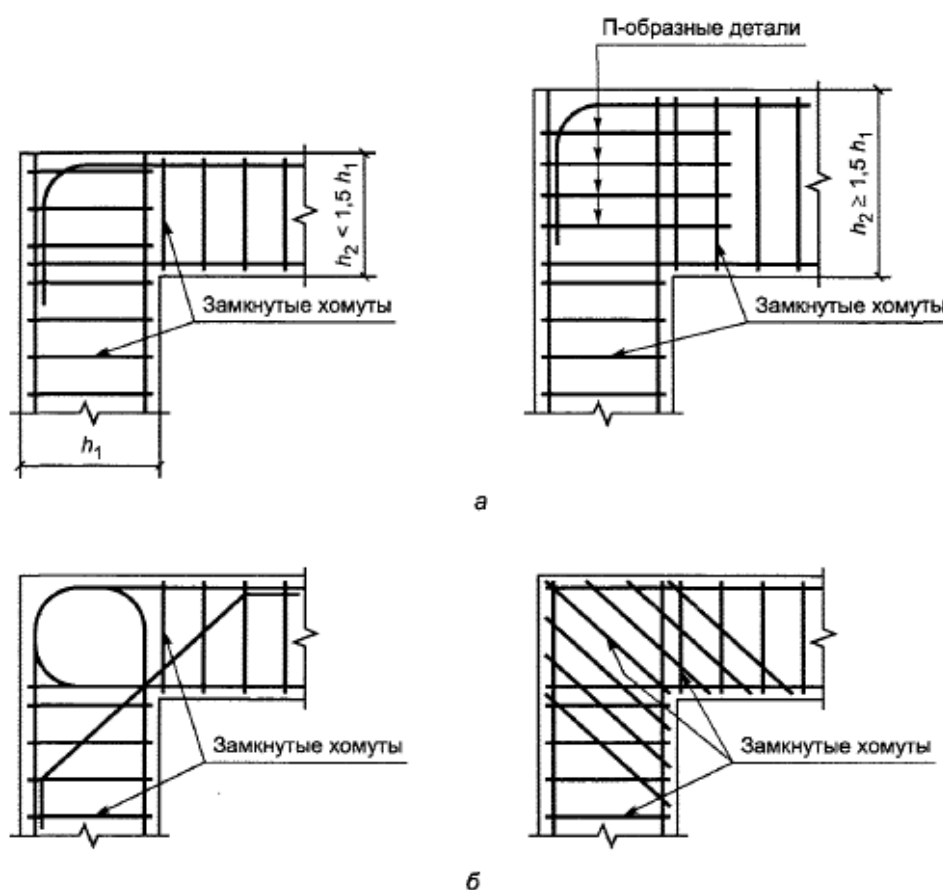 П-образные детали
h₂ < 1,5 h₁
h₂ ≥ 1,5 h₁
Замкнутые хомуты
Замкнутые хомуты
h₁
а
Замкнутые хомуты
Замкнутые хомуты
б